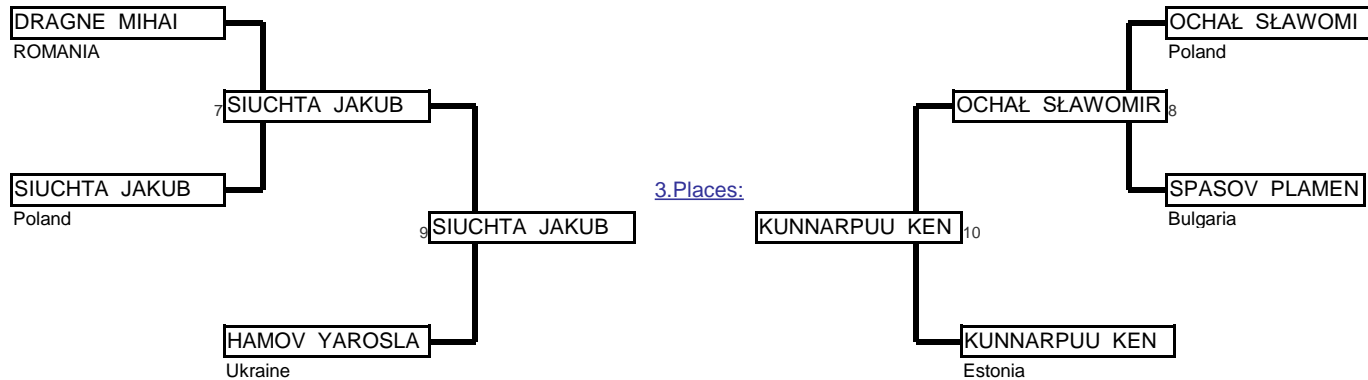 DRAGNE MIHAI
ROMANIA
OCHAŁ SŁAWOMI
Poland
7 SIUCHTA JAKUB
OCHAŁ SŁAWOMIR 8
SIUCHTA JAKUB
Poland
3.Places:
SPASOV PLAMEN
Bulgaria
9 SIUCHTA JAKUB
KUNNARPUU KEN 10
HAMOV YAROSLA
Ukraine
KUNNARPUU KEN
Estonia